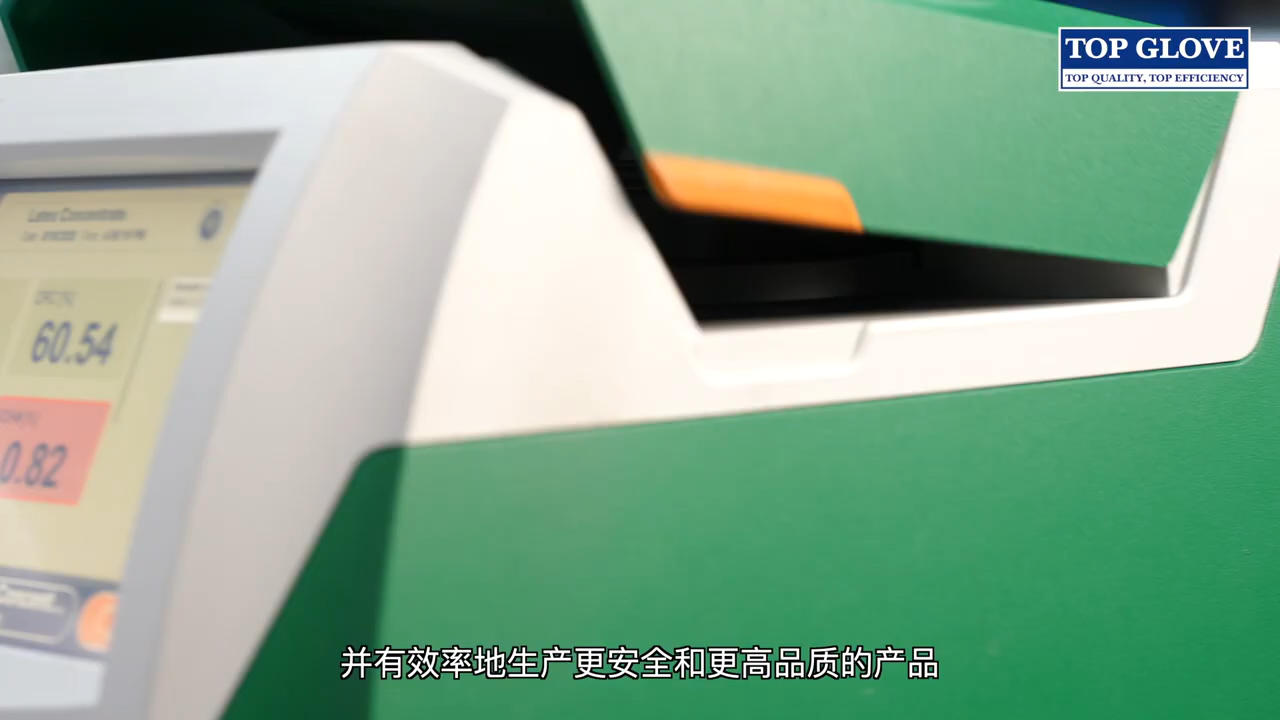 TOP GLOVE
TOP QUALITY, TOP EFFICIENCY
Latex Concentrate
60.54
0.82
并有效率地生产更安全和更高品质的产品